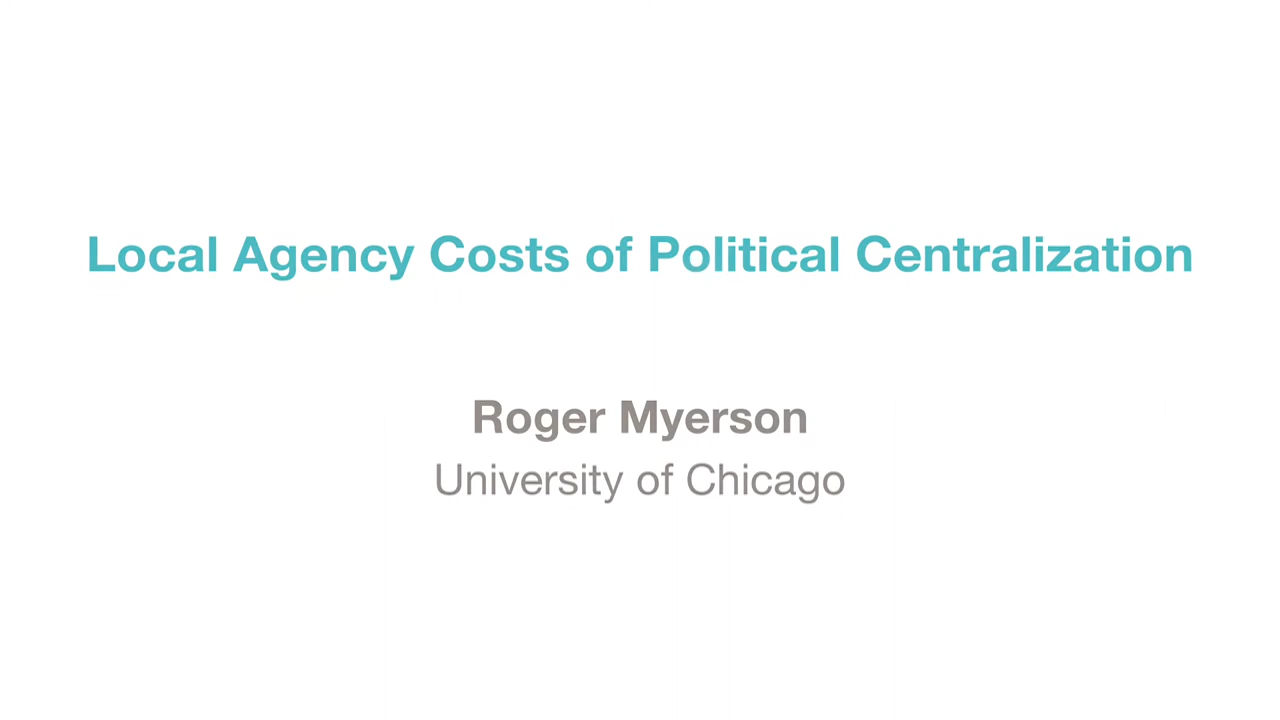 Local Agency Costs of Political Centralization
Roger Myerson
University of Chicago